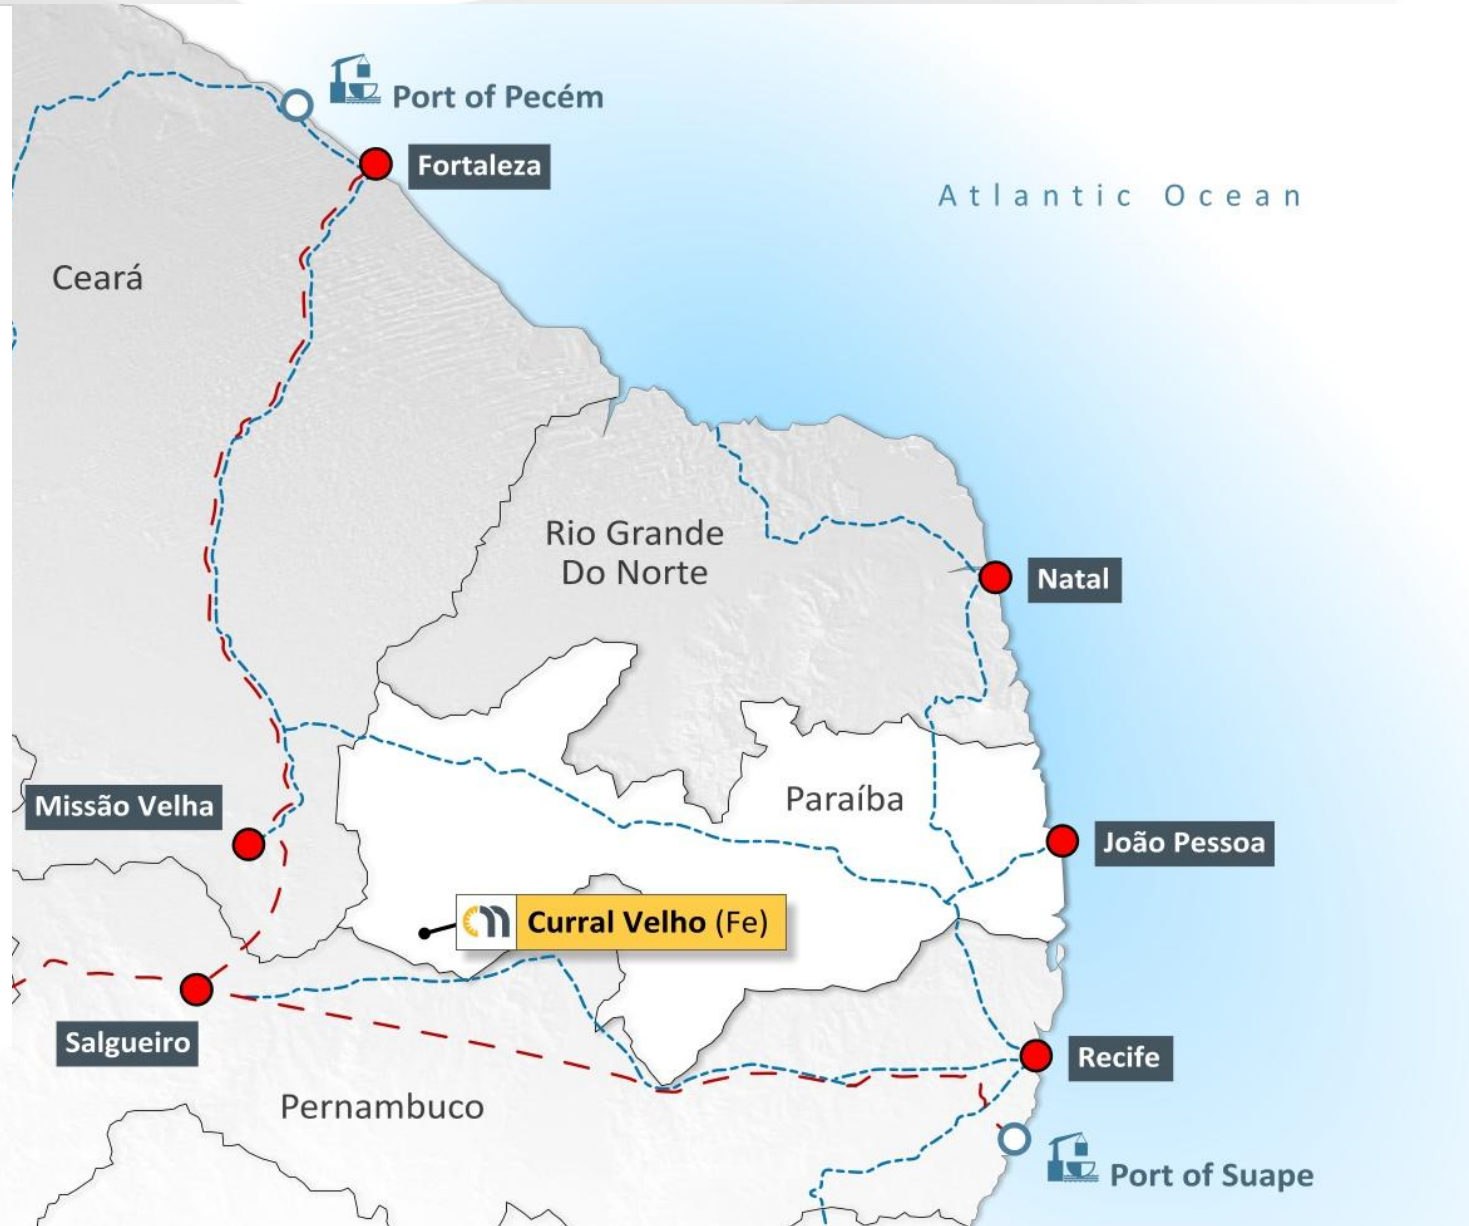 Port of Pecém
Fortaleza
Atlantic Ocean
Ceará
Rio Grande
Do Norte
Natal
Missão Velha
Paraíba
João Pessoa
Curral Velho (Fe)
Salgueiro
Recife
Pernambuco
Port of Suape